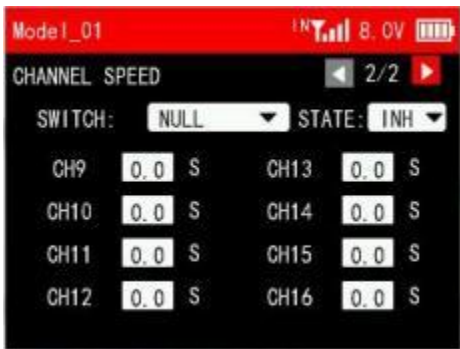 Model_01 IN 8.0V
CHANNEL SPEED 2/2
SWITCH: NULL STATE: INH
CH9 0.0 S CH13 0.0 S
CH10 0.0 S CH14 0.0 S
CH11 0.0 S CH15 0.0 S
CH12 0.0 S CH16 0.0 S